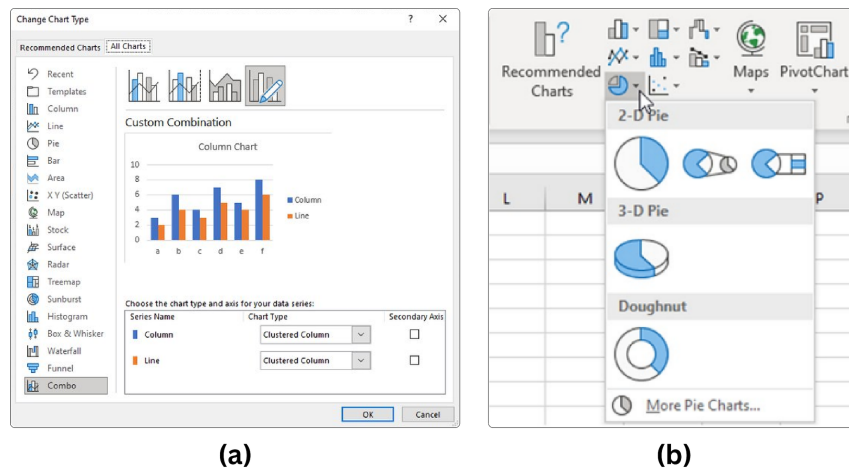 Change Chart Type
?
Recommended Charts All Charts
Recent
Templates
Column
Line
Pie
Bar
Area
X Y (Scatter)
Map
Stock
Surface
Radar
Treemap
Sunburst
Histogram
Box & Whisker
Waterfall
Funnel
Combo
Custom Combination
Column Chart
10
8
6
4
2
0
a b c d e f
Column
Line
Choose the chart type and axis for your data series:
Series Name Chart Type Secondary Axis
Column Clustered Column
Line Clustered Column
OK Cancel
(a)
?
Recommended
Charts
Maps
PivotChart
2-D Pie
L M P
3-D Pie
Doughnut
More Pie Charts...
(b)